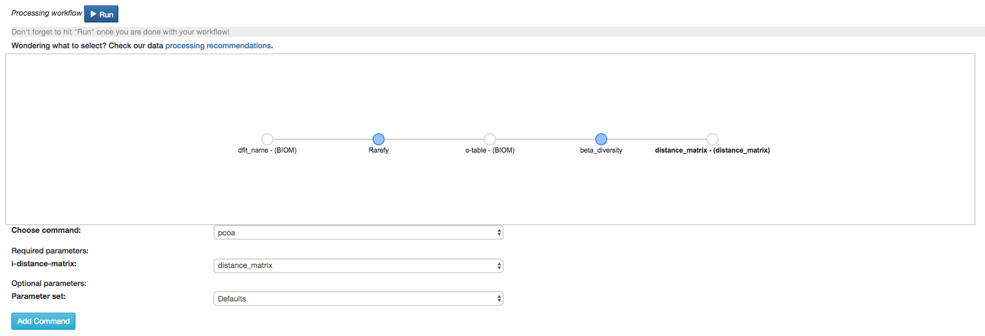 Processing workflow Run
Don't forget to hit "Run" once you are done with your workflow!
Wondering what to select? Check our data processing recommendations.
dflt_name - (BIOM) Rarefy o-table - (BIOM) beta_diversity distance_matrix - (distance_matrix)
Choose command: pcoa
Required parameters:
i-distance-matrix: distance_matrix
Optional parameters:
Parameter set: Defaults
Add Command